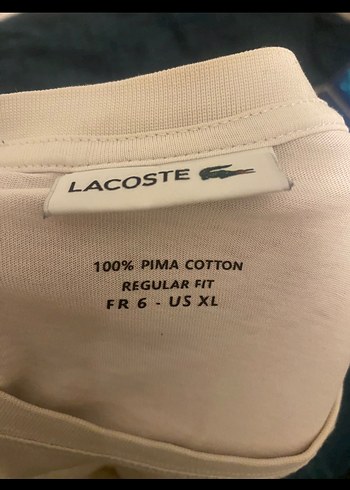 LACOSTE
100% PIMA COTTON
REGULAR FIT
FR 6 - US XL